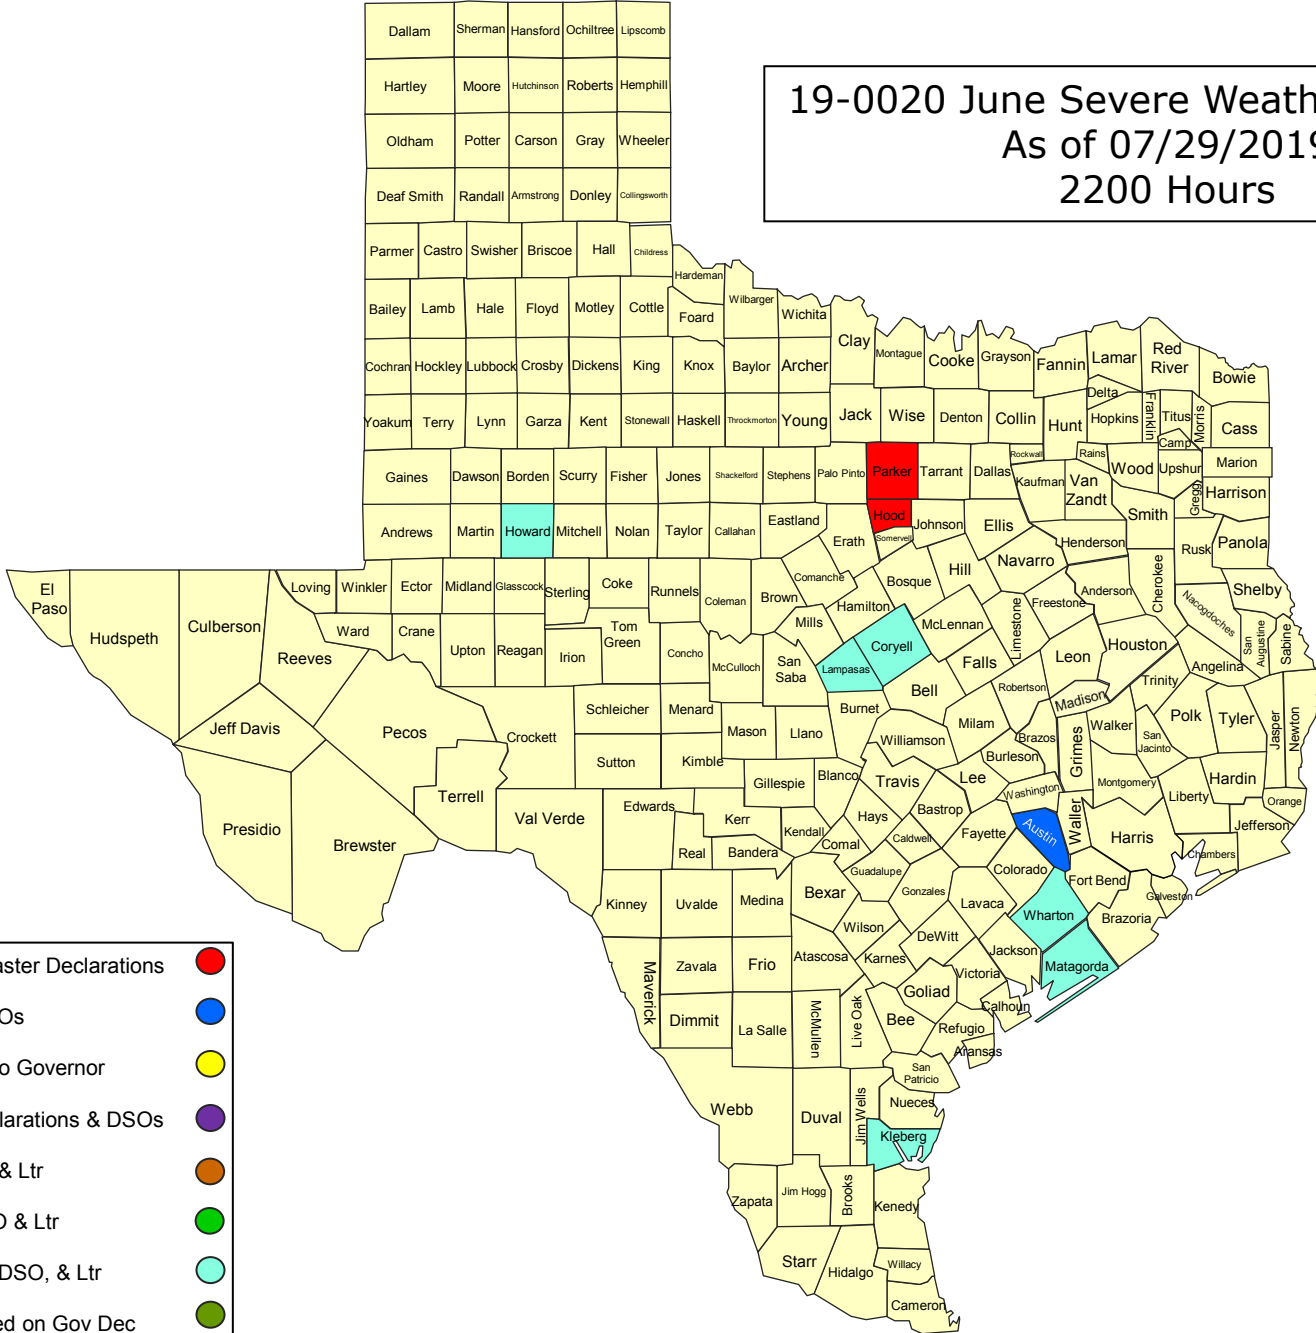 Dallam Sherman Hansford Ochiltree Lipscomb
Hartley Moore Hutchinson Roberts Hemphill
19-0020 June Severe Weath
As of 07/29/2019
2200 Hours
Oldham Potter Carson Gray Wheeler
Deaf Smith Randall Armstrong Donley Collingsworth
Parmer Castro Swisher Briscoe Hall Childress
Hardeman
Bailey Lamb Hale Floyd Motley Cottle Foard Wilbarger Wichita
Clay Montague Cooke Grayson Fannin Lamar Red
River
Bowie
Cochran Hockley Lubbock Crosby Dickens King Knox Baylor Archer
Delta
Yoakum Terry Lynn Garza Kent Stonewall Haskell Throckmorton Young Jack Wise Denton Collin Hunt Hopkins Franklin Titus Morris Cass
Camp
Gaines Dawson Borden Scurry Fisher Jones Shackelford Stephens Palo Pinto Parker Tarrant Dallas Rockwall Kaufman Rains Van
Zandt
Wood Upshur Marion
Gregg Harrison
Andrews Martin Howard Mitchell Nolan Taylor Callahan Eastland Erath Hood Somervell Johnson Ellis Henderson Smith Rusk Panola
El
Paso
Hudspeth Culberson Loving Winkler Ector Midland Glasscock Sterling Coke Runnels Coleman Brown Comanche Bosque Hill Navarro Anderson Cherokee Nacogdoches Shelby
Reeves Ward Crane Upton Reagan Irion Tom
Green
Concho McCulloch San
Saba
Mills Hamilton Coryell McLennan Limestone Freestone Leon Houston Angelina San
Augustine
Sabine
Lampasas Falls Robertson Madison Trinity
Jeff Davis Pecos Crockett Schleicher Menard Mason Llano Burnet Bell Milam Brazos Grimes Walker San
Jacinto
Polk Tyler Jasper Newton
Terrell Sutton Kimble Gillespie Blanco Williamson Travis Lee Burleson Washington Montgomery Liberty Hardin Orange
Presidio Brewster Val Verde Edwards Kerr Kendall Hays Bastrop Caldwell Fayette Austin Waller Harris Chambers Jefferson
Real Bandera Comal Guadalupe Colorado Fort Bend Galveston
Kinney Uvalde Medina Bexar Wilson Gonzales Lavaca Wharton Brazoria
Maverick Zavala Frio Atascosa Karnes DeWitt Jackson Matagorda
Dimmit La Salle McMullen Live Oak Bee Goliad Victoria Calhoun
Refugio
Aransas
San
Patricio
Webb Duval Jim Wells Nueces
Kleberg
Zapata Jim Hogg Brooks Kenedy
Starr Hidalgo Willacy
Cameron
aster Declarations
Os
o Governor
larations & DSOs
& Ltr
O & Ltr
DSO, & Ltr
ed on Gov Dec